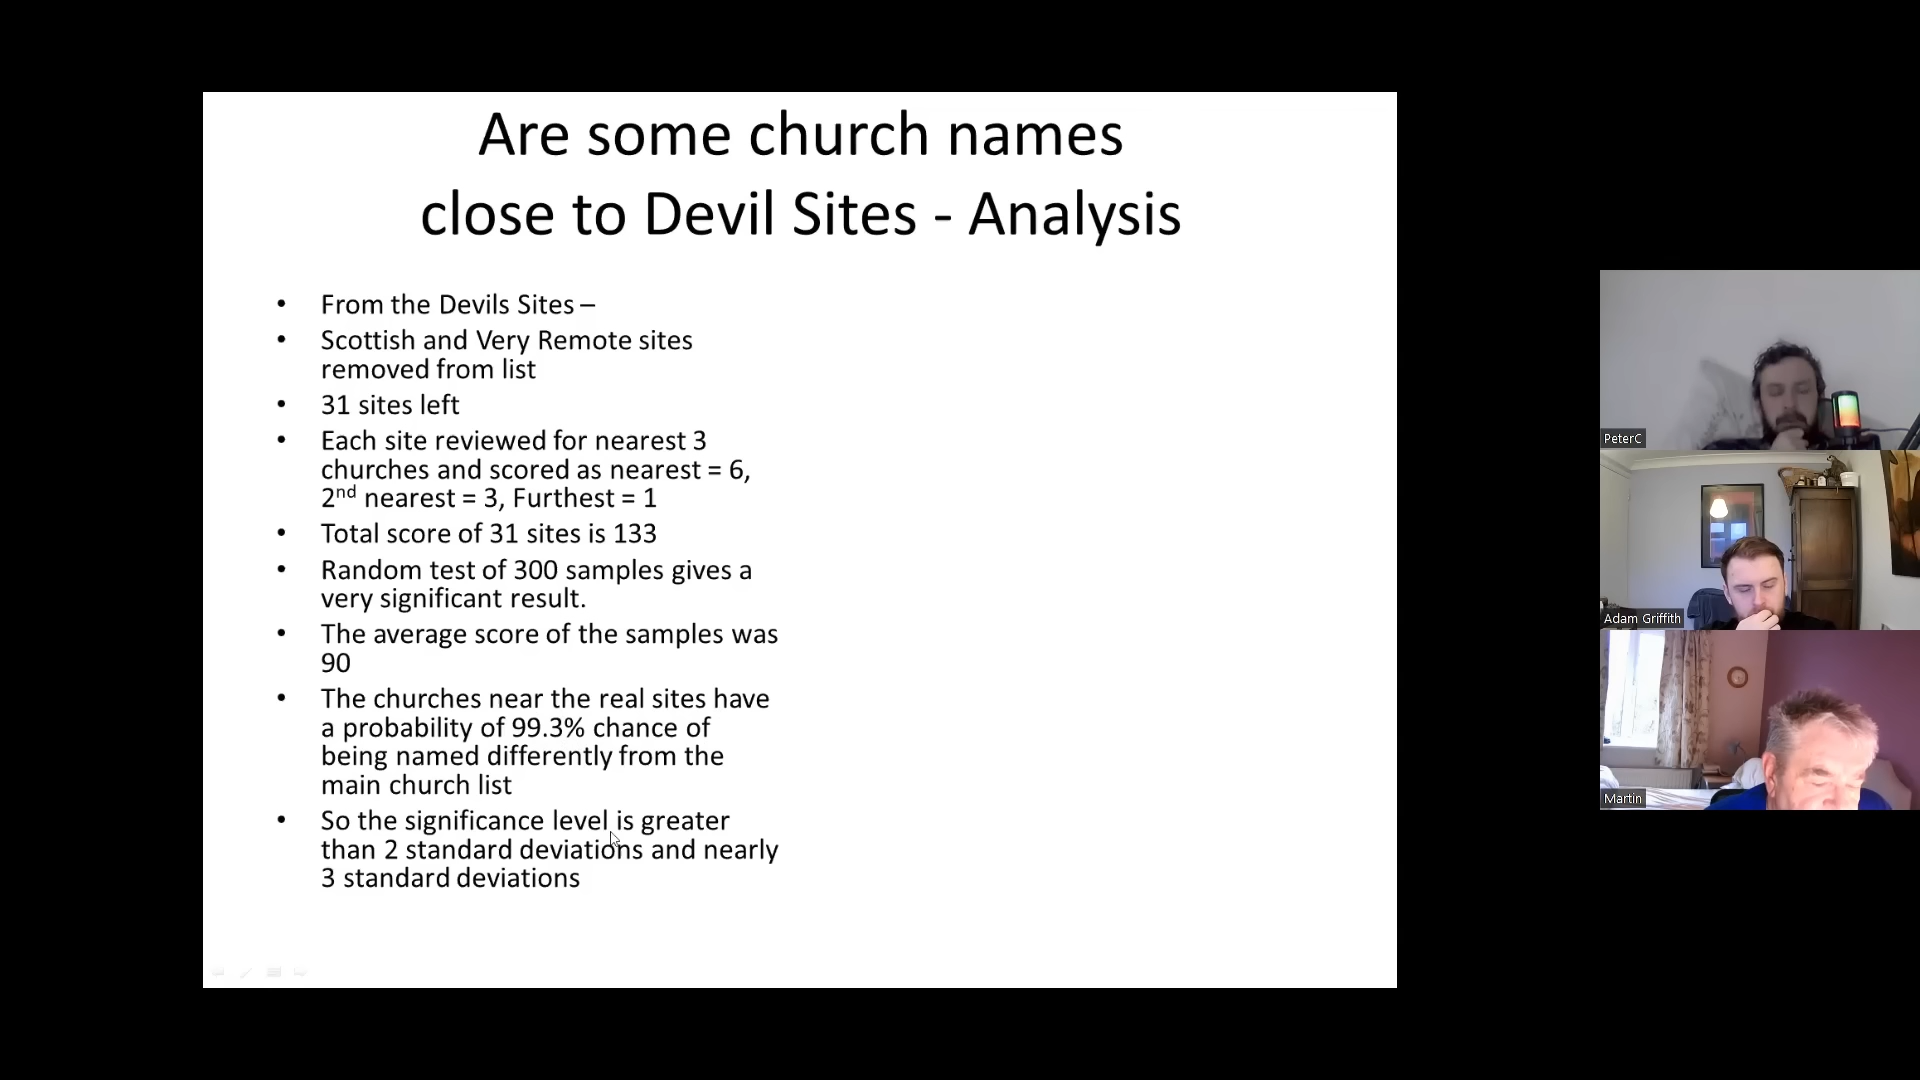 Are some church names
close to Devil Sites - Analysis
• From the Devils Sites –
• Scottish and Very Remote sites
removed from list
• 31 sites left
• Each site reviewed for nearest 3
churches and scored as nearest = 6,
2nd nearest = 3, Furthest = 1
• Total score of 31 sites is 133
• Random test of 300 samples gives a
very significant result.
• The average score of the samples was
90
• The churches near the real sites have
a probability of 99.3% chance of
being named differently from the
main church list
• So the significance level is greater
than 2 standard deviations and nearly
3 standard deviations
PeterC
Adam Griffith
Martin